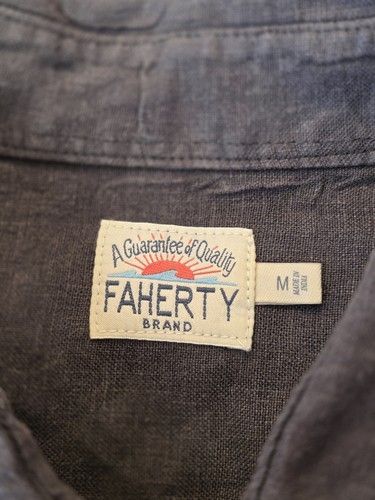 A Guarantee of Quality
FAHERTY
BRAND
M
MADE IN
INDIA